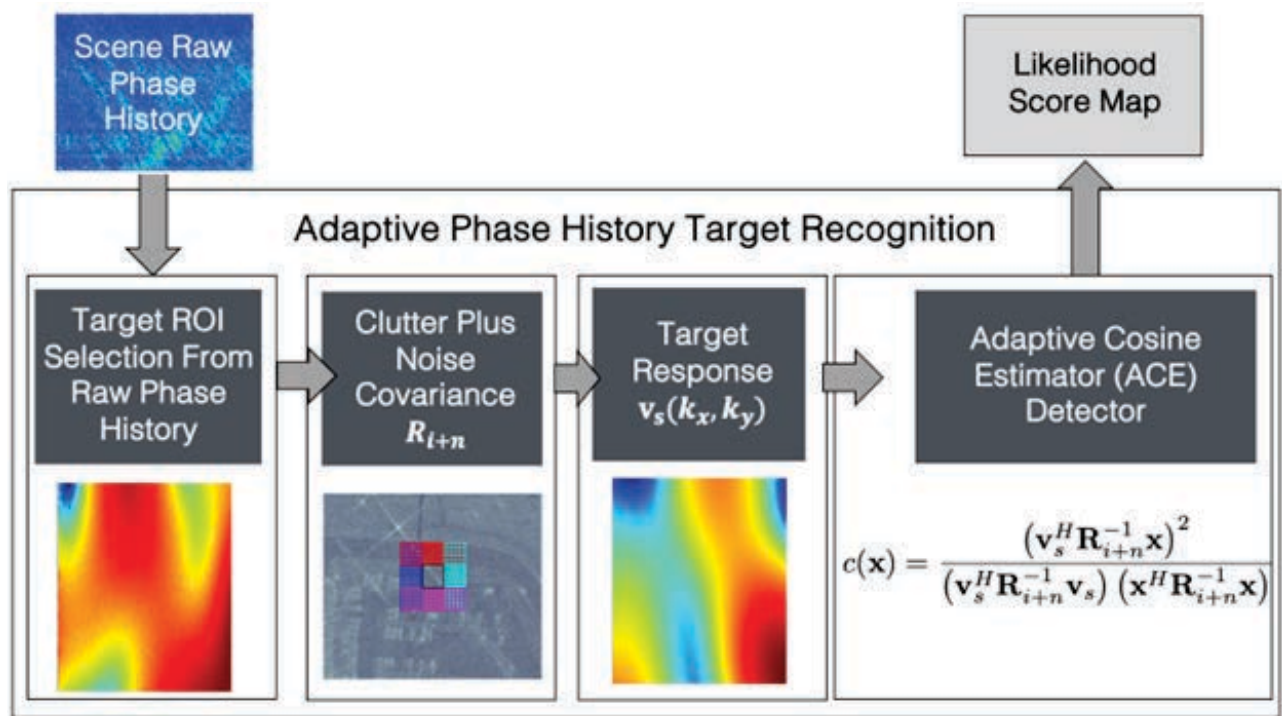 Scene Raw
Phase
History
Likelihood
Score Map
Adaptive Phase History Target Recognition
Target ROI
Selection From
Raw Phase
History
Clutter Plus
Noise
Covariance
R_{i+n}
Target
Response
v_s(k_x, k_y)
Adaptive Cosine
Estimator (ACE)
Detector
c(x) = (v_s^H R_{i+n}^{-1} x)^2 / (v_s^H R_{i+n}^{-1} v_s) (x^H R_{i+n}^{-1} x)